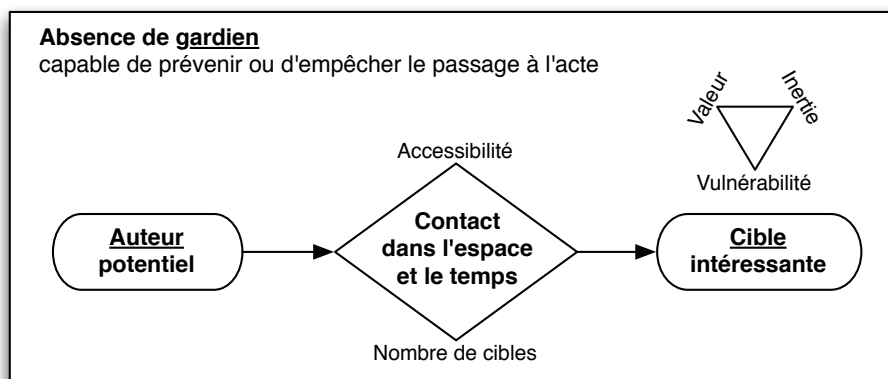 Absence de gardien
capable de prévenir ou d'empêcher le passage à l'acte
Valeur
Inertie
Vulnérabilité
Accessibilité
Auteur
potentiel
Contact
dans l'espace
et le temps
Cible
intéressante
Nombre de cibles